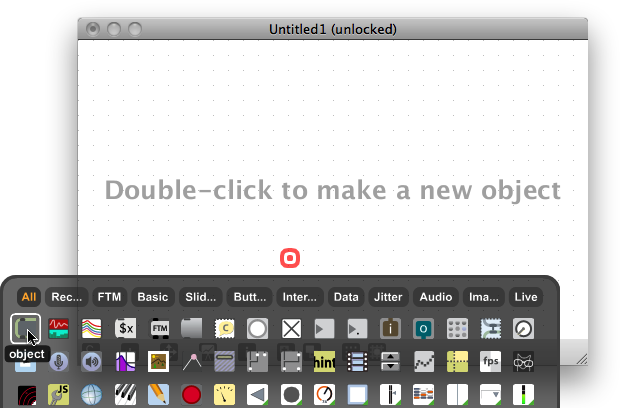 Untitled1 (unlocked)
Double-click to make a new object
All Rec... FTM Basic Slid... Butt... Inter... Data Jitter Audio Ima... Live
$x FTM C i o
object
hint fps
JS